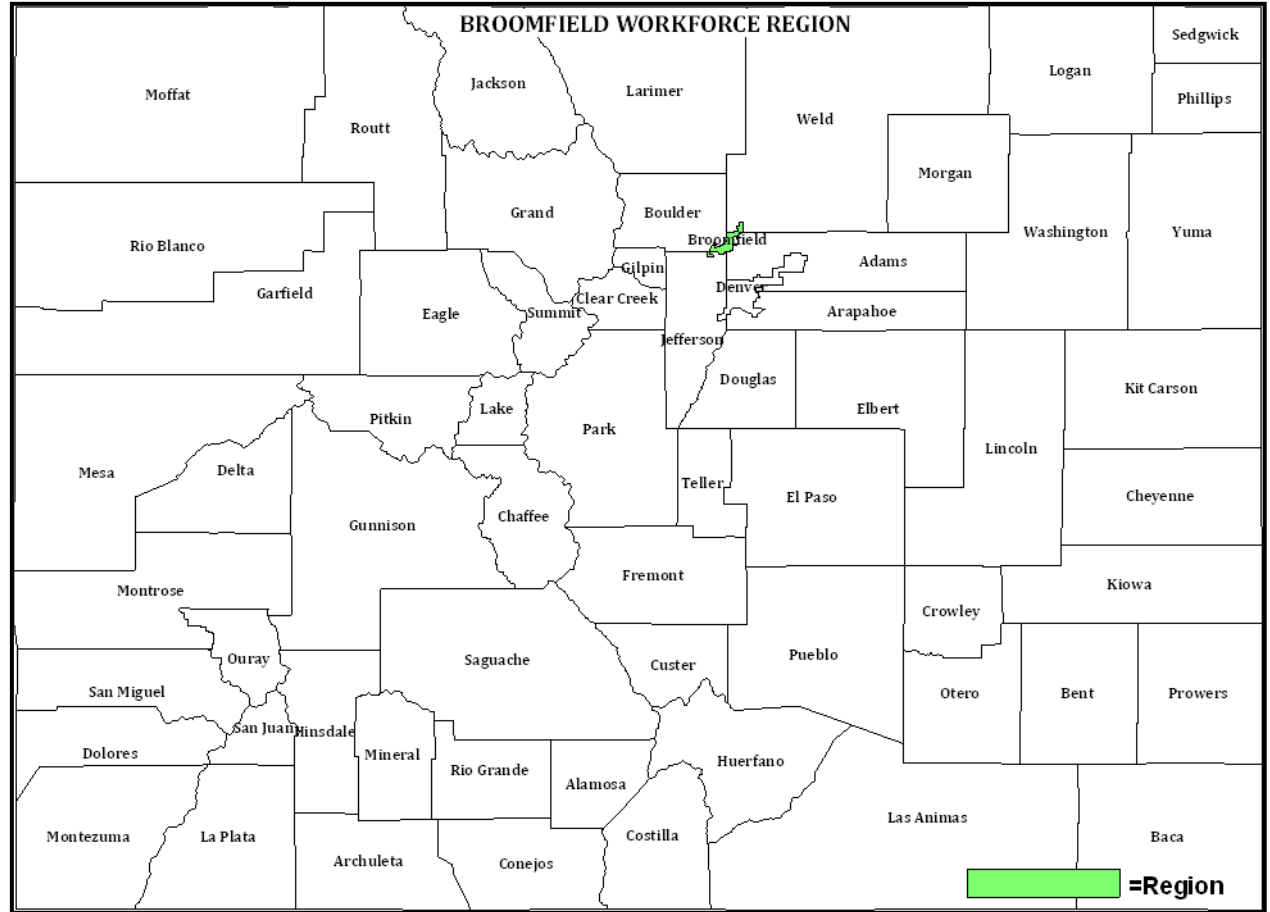 BROOMFIELD WORKFORCE REGION
Sedgwick
Logan
Jackson
Larimer
Moffat
Phillips
Weld
Routt
Morgan
Grand
Boulder
Washington
Yuma
Broomfield
Rio Blanco
Adams
Gilpin
Denver
Garfield
Clear Creek
Eagle
Summit
Arapahoe
Jefferson
Douglas
Kit Carson
Lake
Elbert
Pitkin
Park
Lincoln
Mesa
Delta
Teller
Cheyenne
El Paso
Chaffee
Gunnison
Fremont
Kiowa
Montrose
Crowley
Ouray
Saguache
Custer
Pueblo
San Miguel
Otero
Bent
Prowers
San Juan
Hinsdale
Dolores
Mineral
Huerfano
Rio Grande
Alamosa
Las Animas
Montezuma
La Plata
Costilla
Baca
Archuleta
Conejos
=Region